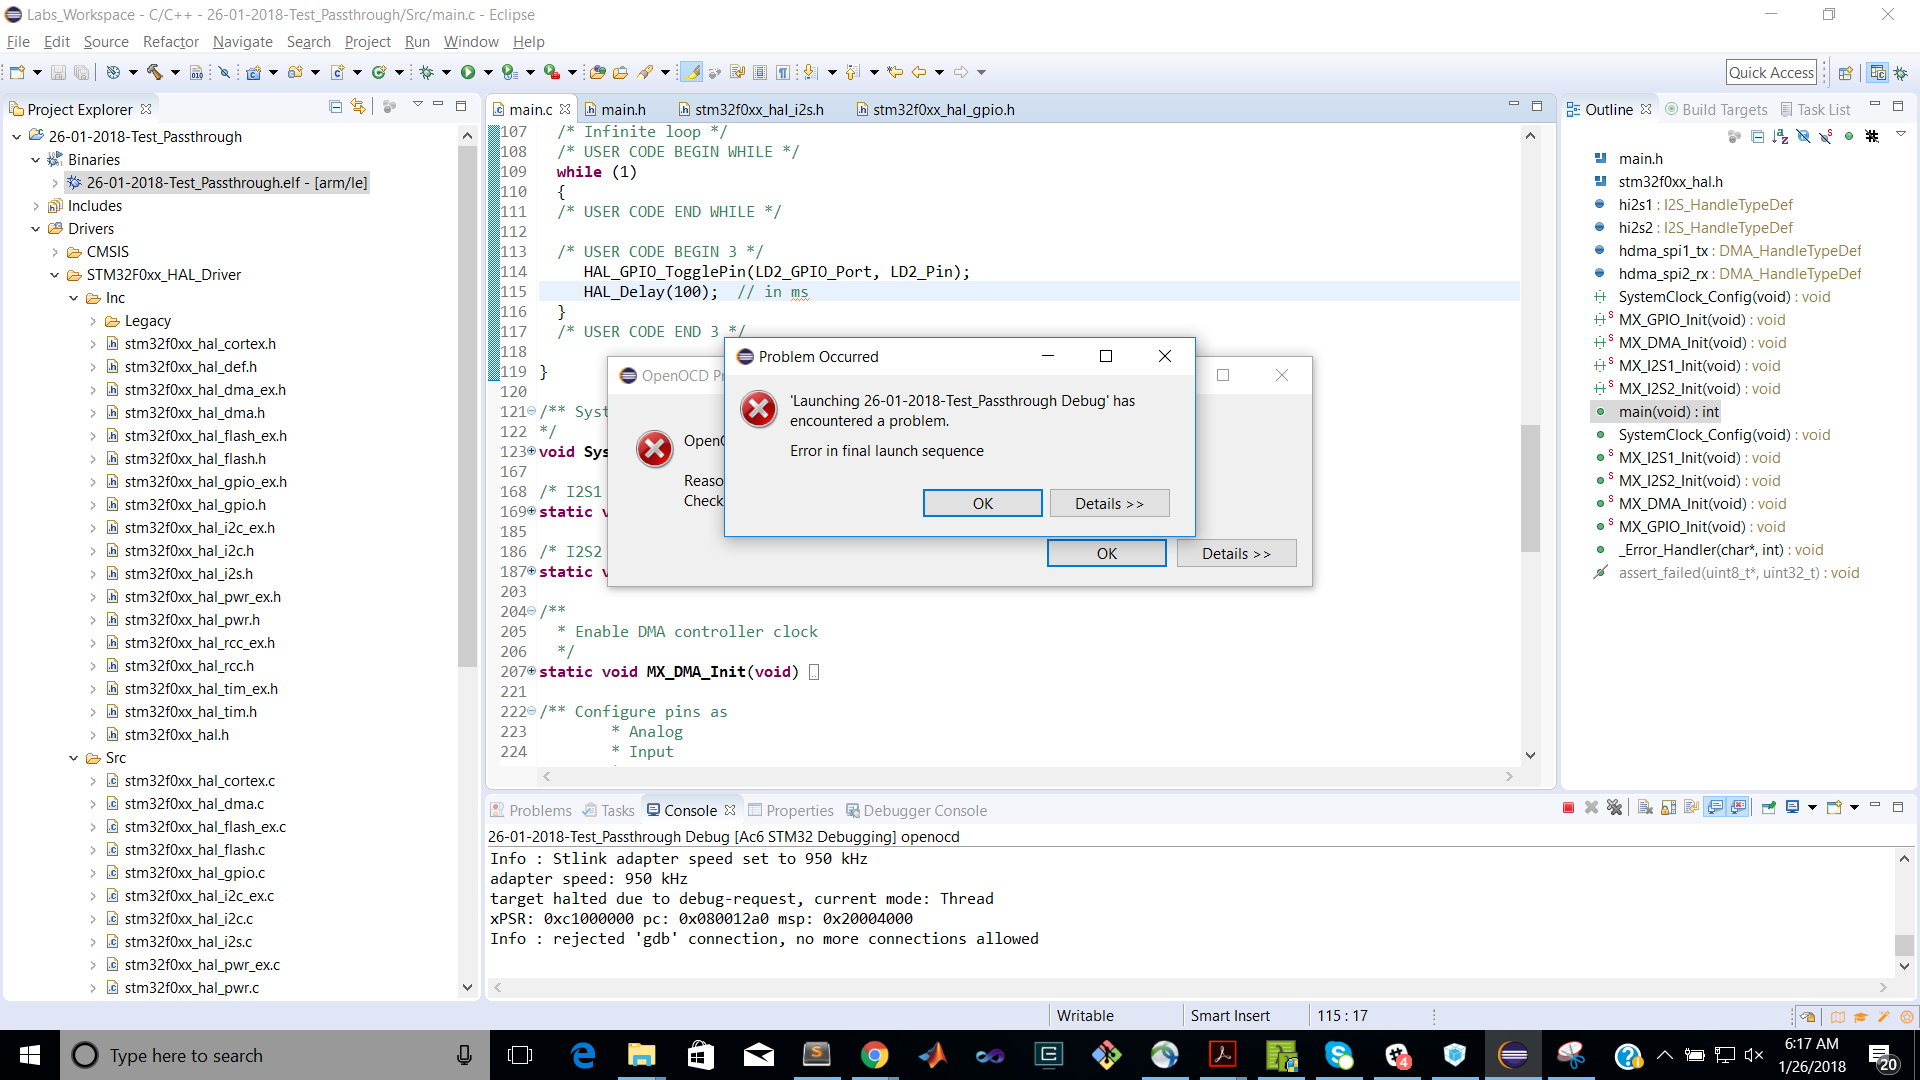 Labs_Workspace - C/C++ - 26-01-2018-Test_Passthrough/Src/main.c - Eclipse
File Edit Source Refactor Navigate Search Project Run Window Help
Quick Access
Project Explorer
26-01-2018-Test_Passthrough
Binaries
26-01-2018-Test_Passthrough.elf - [arm/le]
Includes
Drivers
CMSIS
STM32F0xx_HAL_Driver
Inc
Legacy
stm32f0xx_hal_cortex.h
stm32f0xx_hal_def.h
stm32f0xx_hal_dma_ex.h
stm32f0xx_hal_dma.h
stm32f0xx_hal_flash_ex.h
stm32f0xx_hal_flash.h
stm32f0xx_hal_gpio_ex.h
stm32f0xx_hal_gpio.h
stm32f0xx_hal_i2c_ex.h
stm32f0xx_hal_i2c.h
stm32f0xx_hal_i2s.h
stm32f0xx_hal_pwr_ex.h
stm32f0xx_hal_pwr.h
stm32f0xx_hal_rcc_ex.h
stm32f0xx_hal_rcc.h
stm32f0xx_hal_tim_ex.h
stm32f0xx_hal_tim.h
stm32f0xx_hal.h
Src
stm32f0xx_hal_cortex.c
stm32f0xx_hal_dma.c
stm32f0xx_hal_flash_ex.c
stm32f0xx_hal_flash.c
stm32f0xx_hal_gpio.c
stm32f0xx_hal_i2c_ex.c
stm32f0xx_hal_i2c.c
stm32f0xx_hal_i2s.c
stm32f0xx_hal_pwr_ex.c
stm32f0xx_hal_pwr.c
main.c main.h stm32f0xx_hal_i2s.h stm32f0xx_hal_gpio.h
107 /* Infinite loop */
108 /* USER CODE BEGIN WHILE */
109 while (1)
110 {
111 /* USER CODE END WHILE */
112
113 /* USER CODE BEGIN 3 */
114 HAL_GPIO_TogglePin(LD2_GPIO_Port, LD2_Pin);
115 HAL_Delay(100); // in ms
116 }
117 /* USER CODE END 3 */
118
119 }
120
121 /** Syst
122 */
123 void Sys
167
168 /* I2S1
169 static v
185
186 /* I2S2
187 static v
203
204 /**
205 * Enable DMA controller clock
206 */
207 static void MX_DMA_Init(void)
221
222 /** Configure pins as
223 * Analog
224 * Input
OpenOCD Pr
OpenO
Reaso
Check
OK Details >>
Problem Occurred
'Launching 26-01-2018-Test_Passthrough Debug' has
encountered a problem.
Error in final launch sequence
OK Details >>
Outline Build Targets Task List
main.h
stm32f0xx_hal.h
hi2s1 : I2S_HandleTypeDef
hi2s2 : I2S_HandleTypeDef
hdma_spi1_tx : DMA_HandleTypeDef
hdma_spi2_rx : DMA_HandleTypeDef
SystemClock_Config(void) : void
MX_GPIO_Init(void) : void
MX_DMA_Init(void) : void
MX_I2S1_Init(void) : void
MX_I2S2_Init(void) : void
main(void) : int
SystemClock_Config(void) : void
MX_I2S1_Init(void) : void
MX_I2S2_Init(void) : void
MX_DMA_Init(void) : void
MX_GPIO_Init(void) : void
_Error_Handler(char*, int) : void
assert_failed(uint8_t*, uint32_t) : void
Problems Tasks Console Properties Debugger Console
26-01-2018-Test_Passthrough Debug [Ac6 STM32 Debugging] openocd
Info : Stlink adapter speed set to 950 kHz
adapter speed: 950 kHz
target halted due to debug-request, current mode: Thread
xPSR: 0xc1000000 pc: 0x080012a0 msp: 0x20004000
Info : rejected 'gdb' connection, no more connections allowed
Writable Smart Insert 115 : 17
Type here to search
4
6:17 AM
1/26/2018
20